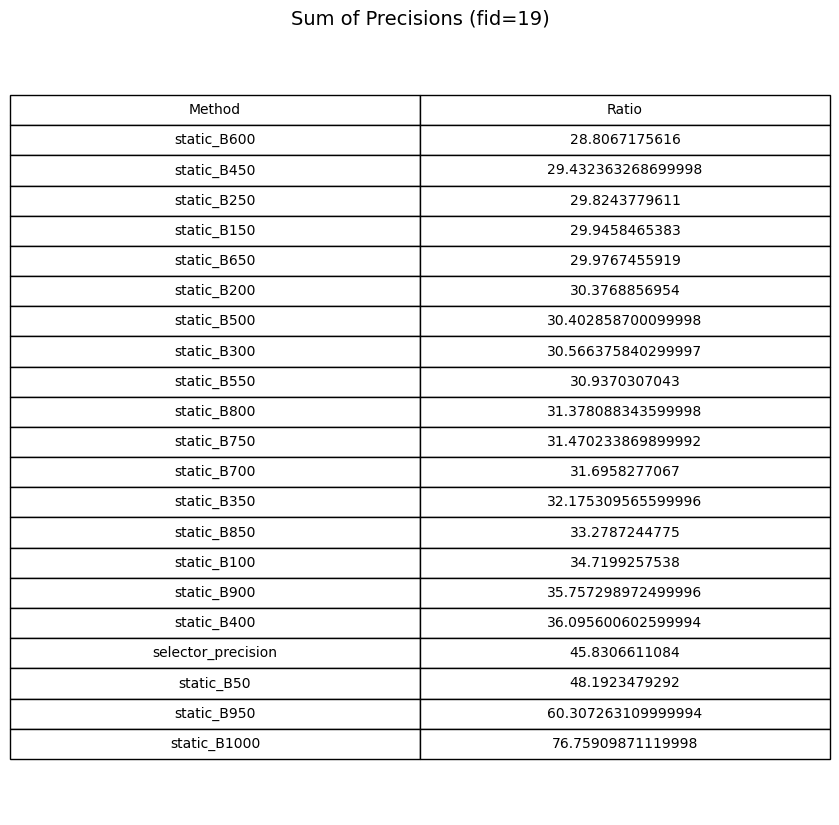 Sum of Precisions (fid=19)
Method Ratio
static_B600 28.8067175616
static_B450 29.432363268699998
static_B250 29.8243779611
static_B150 29.9458465383
static_B650 29.9767455919
static_B200 30.3768856954
static_B500 30.402858700099998
static_B300 30.566375840299997
static_B550 30.9370307043
static_B800 31.378088343599998
static_B750 31.470233869899992
static_B700 31.6958277067
static_B350 32.175309565599996
static_B850 33.2787244775
static_B100 34.7199257538
static_B900 35.757298972499996
static_B400 36.095600602599994
selector_precision 45.8306611084
static_B50 48.1923479292
static_B950 60.307263109999994
static_B1000 76.75909871119998